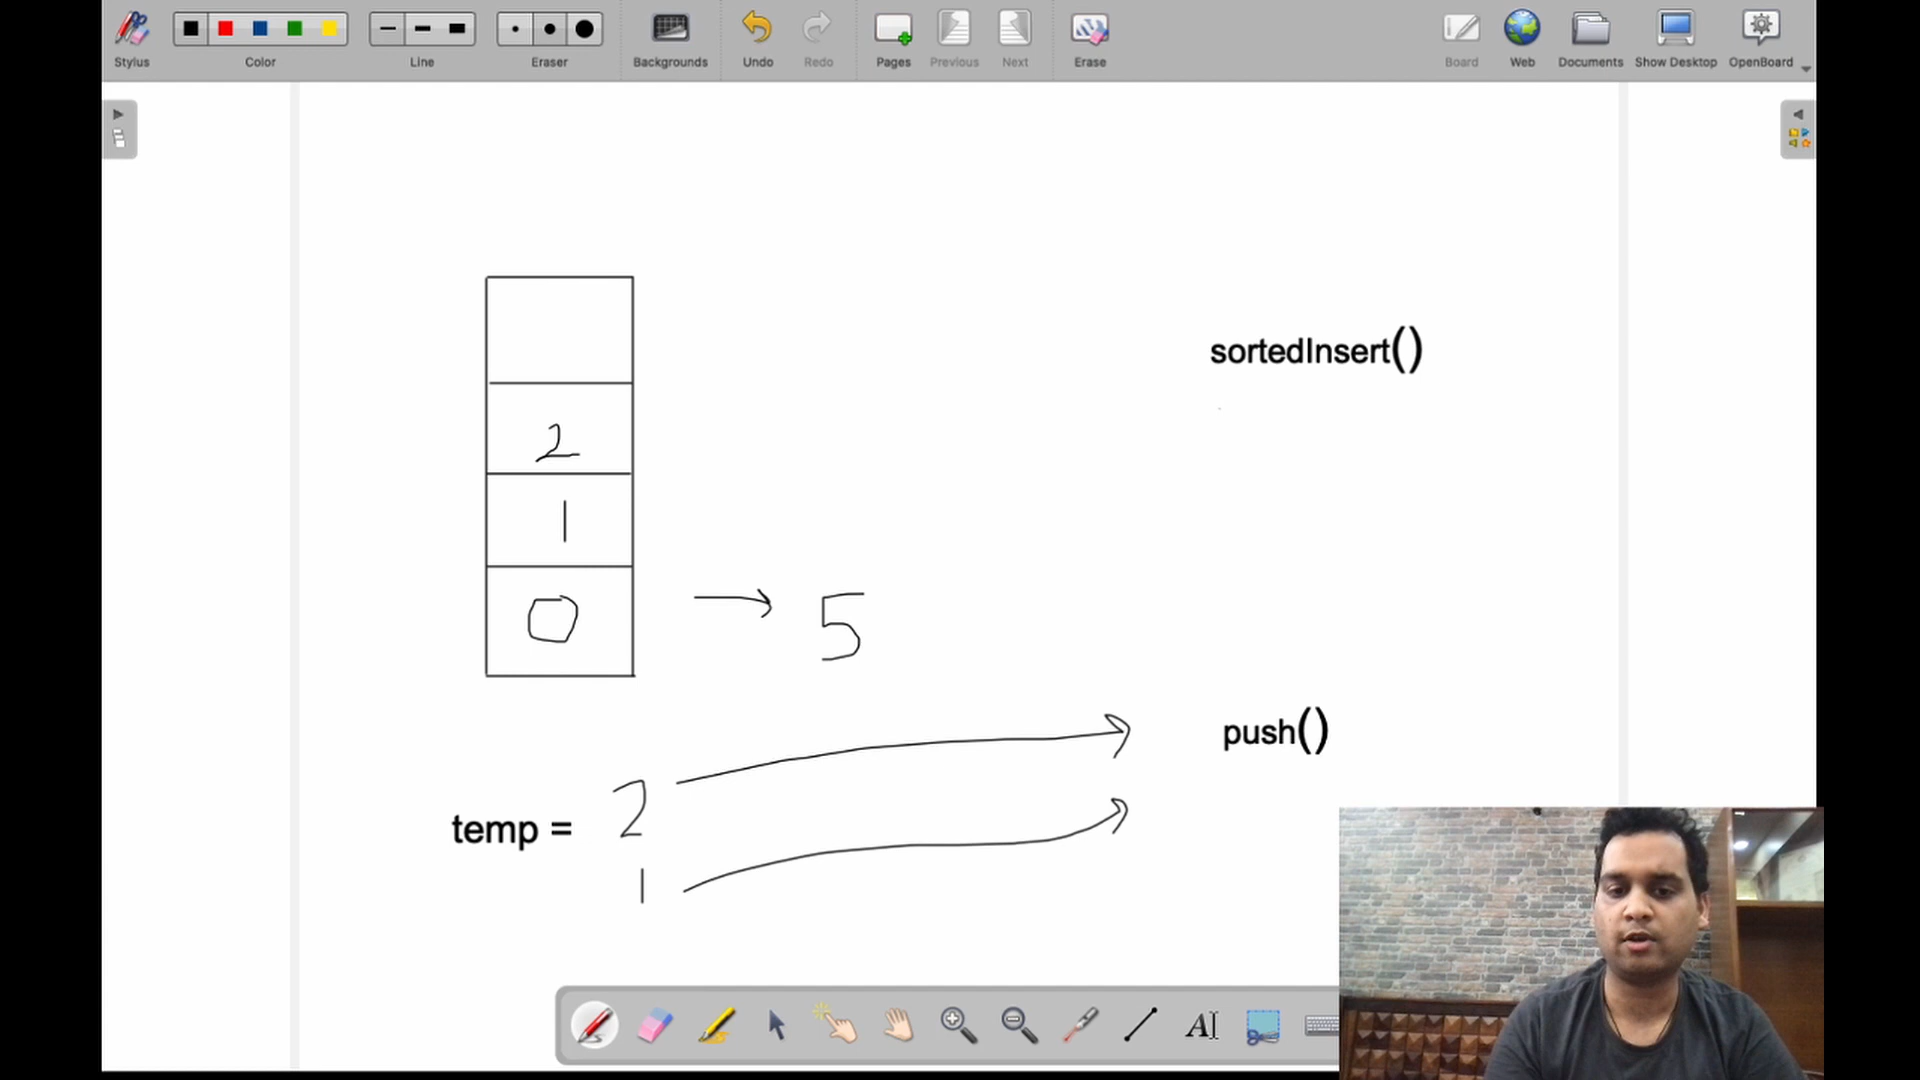 Stylus Color Line Eraser Backgrounds Undo Redo Pages Previous Next Erase Board Web Documents Show Desktop OpenBoard
sortedInsert()
2
1
0 → 5
push()
temp = 2
1